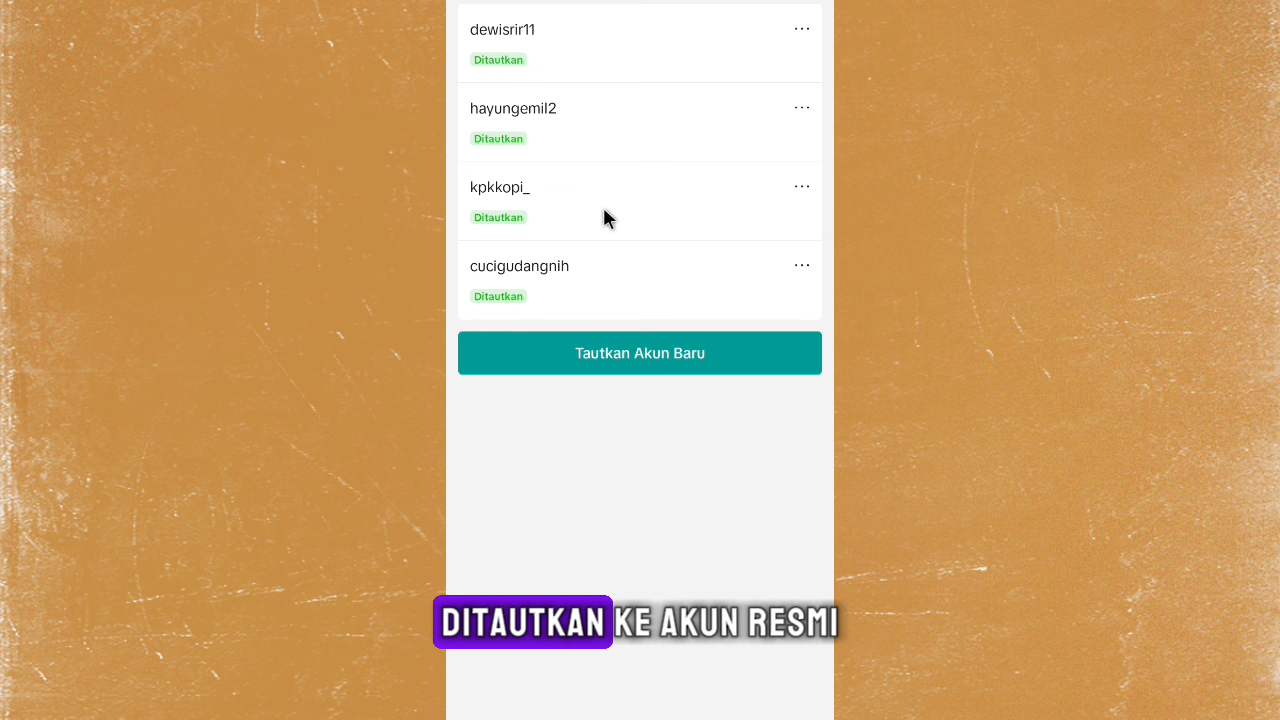 dewisrir11
...
Ditautkan
hayungemil2
...
Ditautkan
kpkkopi_
...
Ditautkan
cucigudangnih
...
Ditautkan
Tautkan Akun Baru
DITAUTKAN KE AKUN RESMI